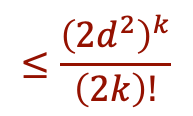 ≤ (2d²)ᵏ / (2k)!